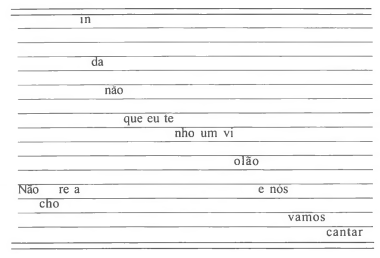 in
da
não
que eu te
nho um vi
olão
Não re a e nós
cho
vamos
cantar